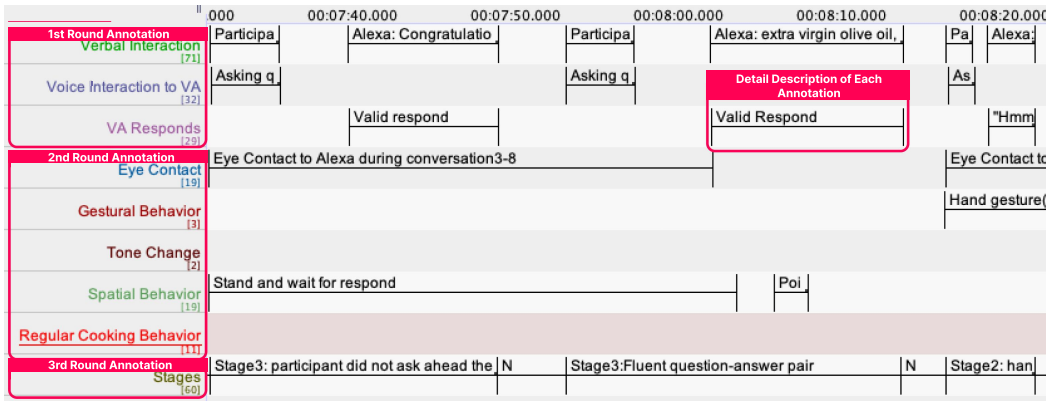 .000 00:07:40.000 00:07:50.000 00:08:00.000 00:08:10.000 00:08:20.000
1st Round Annotation
Verbal Interaction
[71]
Participa Alexa: Congratulatio Participa Alexa: extra virgin olive oil, Pa Alexa:
Voice Interaction to VA
[32]
Asking q Asking q As
Detail Description of Each
Annotation
VA Responds
[29]
Valid respond Valid Respond "Hmm
2nd Round Annotation
Eye Contact
[19]
Eye Contact to Alexa during conversation3-8 Eye Contact to
Gestural Behavior
[3]
Hand gesture(
Tone Change
[2]
Spatial Behavior
[19]
Stand and wait for respond Poi
Regular Cooking Behavior
[11]
3rd Round Annotation
Stages
[60]
Stage3: participant did not ask ahead the N Stage3:Fluent question-answer pair N Stage2: han